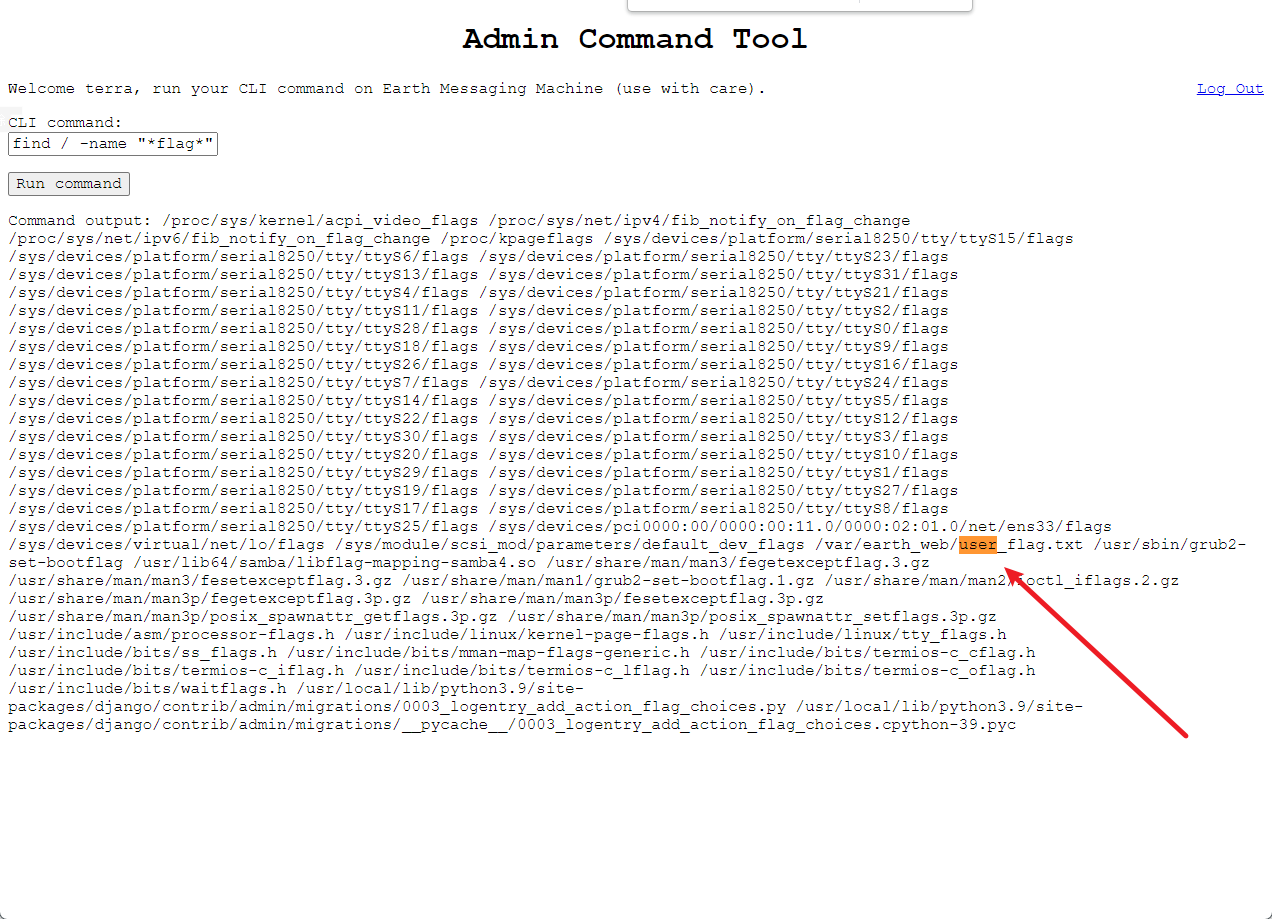 Admin Command Tool
Welcome terra, run your CLI command on Earth Messaging Machine (use with care).
Log Out
CLI command:
find / -name "*flag*"
Run command
Command output: /proc/sys/kernel/acpi_video_flags /proc/sys/net/ipv4/fib_notify_on_flag_change
/proc/sys/net/ipv6/fib_notify_on_flag_change /proc/kpageflags /sys/devices/platform/serial8250/tty/ttyS15/flags
/sys/devices/platform/serial8250/tty/ttyS6/flags /sys/devices/platform/serial8250/tty/ttyS23/flags
/sys/devices/platform/serial8250/tty/ttyS13/flags /sys/devices/platform/serial8250/tty/ttyS31/flags
/sys/devices/platform/serial8250/tty/ttyS4/flags /sys/devices/platform/serial8250/tty/ttyS21/flags
/sys/devices/platform/serial8250/tty/ttyS11/flags /sys/devices/platform/serial8250/tty/ttyS2/flags
/sys/devices/platform/serial8250/tty/ttyS28/flags /sys/devices/platform/serial8250/tty/ttyS0/flags
/sys/devices/platform/serial8250/tty/ttyS18/flags /sys/devices/platform/serial8250/tty/ttyS9/flags
/sys/devices/platform/serial8250/tty/ttyS26/flags /sys/devices/platform/serial8250/tty/ttyS16/flags
/sys/devices/platform/serial8250/tty/ttyS7/flags /sys/devices/platform/serial8250/tty/ttyS24/flags
/sys/devices/platform/serial8250/tty/ttyS14/flags /sys/devices/platform/serial8250/tty/ttyS5/flags
/sys/devices/platform/serial8250/tty/ttyS22/flags /sys/devices/platform/serial8250/tty/ttyS12/flags
/sys/devices/platform/serial8250/tty/ttyS30/flags /sys/devices/platform/serial8250/tty/ttyS3/flags
/sys/devices/platform/serial8250/tty/ttyS20/flags /sys/devices/platform/serial8250/tty/ttyS10/flags
/sys/devices/platform/serial8250/tty/ttyS29/flags /sys/devices/platform/serial8250/tty/ttyS1/flags
/sys/devices/platform/serial8250/tty/ttyS19/flags /sys/devices/platform/serial8250/tty/ttyS27/flags
/sys/devices/platform/serial8250/tty/ttyS17/flags /sys/devices/platform/serial8250/tty/ttyS8/flags
/sys/devices/platform/serial8250/tty/ttyS25/flags /sys/devices/pci0000:00/0000:00:11.0/0000:02:01.0/net/ens33/flags
/sys/devices/virtual/net/lo/flags /sys/module/scsi_mod/parameters/default_dev_flags /var/earth_web/user_flag.txt /usr/sbin/grub2-
set-bootflag /usr/lib64/samba/libflag-mapping-samba4.so /usr/share/man/man3/fegetexceptflag.3.gz
/usr/share/man/man3/fesetexceptflag.3.gz /usr/share/man/man1/grub2-set-bootflag.1.gz /usr/share/man/man2/ioctl_iflags.2.gz
/usr/share/man/man3p/fegetexceptflag.3p.gz /usr/share/man/man3p/fesetexceptflag.3p.gz
/usr/share/man/man3p/posix_spawnattr_getflags.3p.gz /usr/share/man/man3p/posix_spawnattr_setflags.3p.gz
/usr/include/asm/processor-flags.h /usr/include/linux/kernel-page-flags.h /usr/include/linux/tty_flags.h
/usr/include/bits/ss_flags.h /usr/include/bits/mman-map-flags-generic.h /usr/include/bits/termios-c_cflag.h
/usr/include/bits/termios-c_iflag.h /usr/include/bits/termios-c_lflag.h /usr/include/bits/termios-c_oflag.h
/usr/include/bits/waitflags.h /usr/local/lib/python3.9/site-
packages/django/contrib/admin/migrations/0003_logentry_add_action_flag_choices.py /usr/local/lib/python3.9/site-
packages/django/contrib/admin/migrations/__pycache__/0003_logentry_add_action_flag_choices.cpython-39.pyc